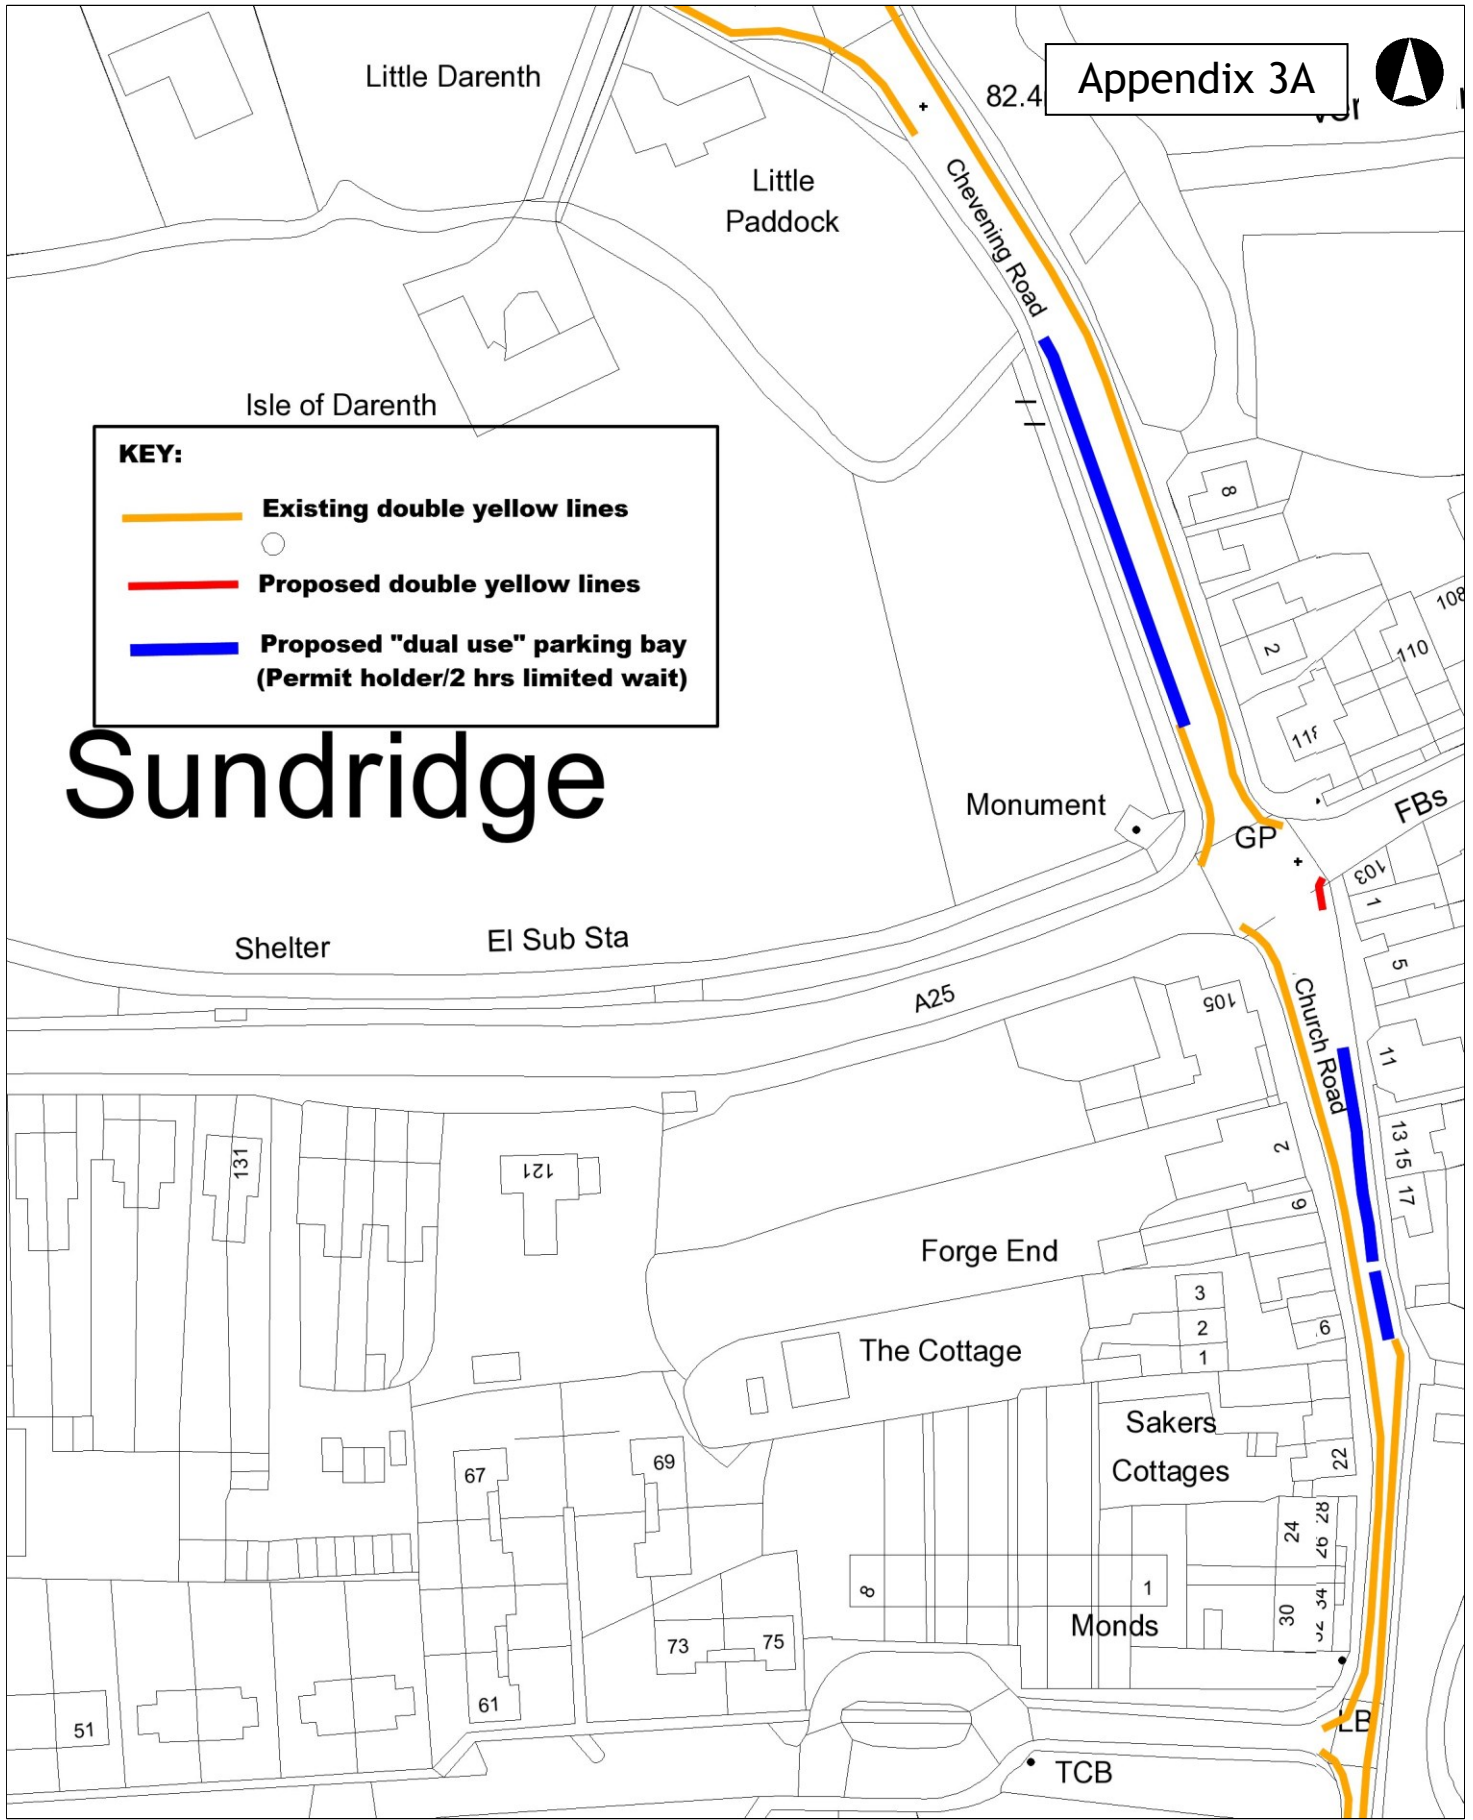 Appendix 3A
Little Darenth
82.4
Little
Paddock
Chevening Road
Isle of Darenth
KEY:
Existing double yellow lines
Proposed double yellow lines
Proposed "dual use" parking bay
(Permit holder/2 hrs limited wait)
Sundridge
8
2
108
110
Monument
GP
FBs
103
1
5
Shelter
El Sub Sta
A25
105
Church Road
11
13 15
17
131
121
2
6
Forge End
3
2
1
The Cottage
Sakers
Cottages
22
67
69
24
28
26
8
1
30
34
Monds
73
75
61
51
LB
TCB